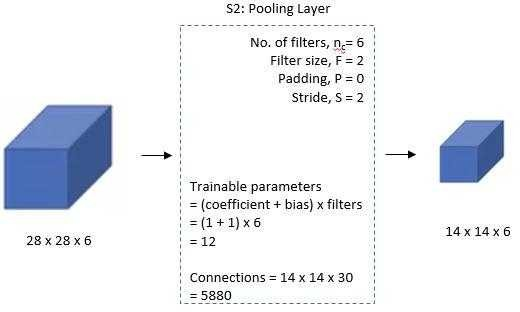 S2: Pooling Layer
No. of filters, nc= 6
Filter size, F = 2
Padding, P = 0
Stride, S = 2
28 x 28 x 6
Trainable parameters
= (coefficient + bias) x filters
= (1 + 1) x 6
= 12
Connections = 14 x 14 x 30
= 5880
14 x 14 x 6